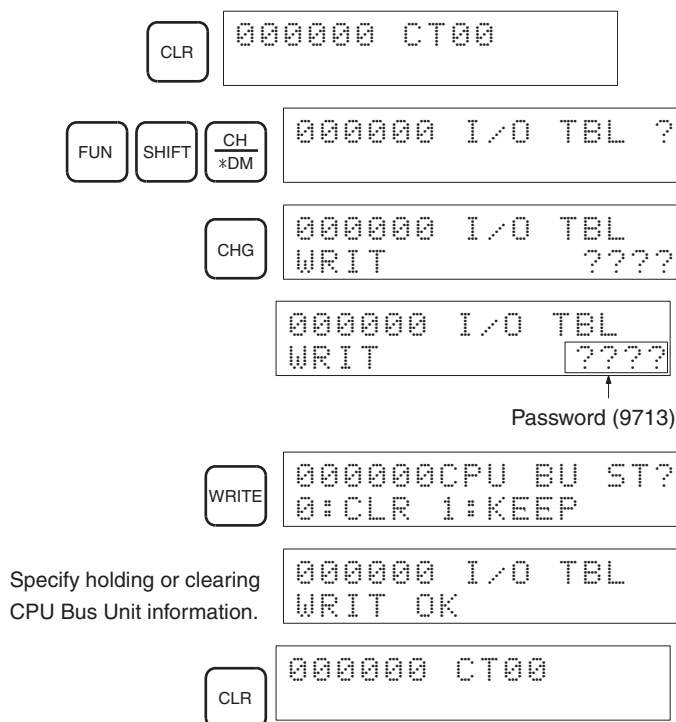 CLR
000000 CT00
FUN SHIFT CH
*DM
000000 I/O TBL ?
CHG
000000 I/O TBL
WRIT ????
000000 I/O TBL
WRIT ????
Password (9713)
WRITE
000000CPU BU ST?
0:CLR 1:KEEP
Specify holding or clearing
CPU Bus Unit information.
000000 I/O TBL
WRIT OK
CLR
000000 CT00